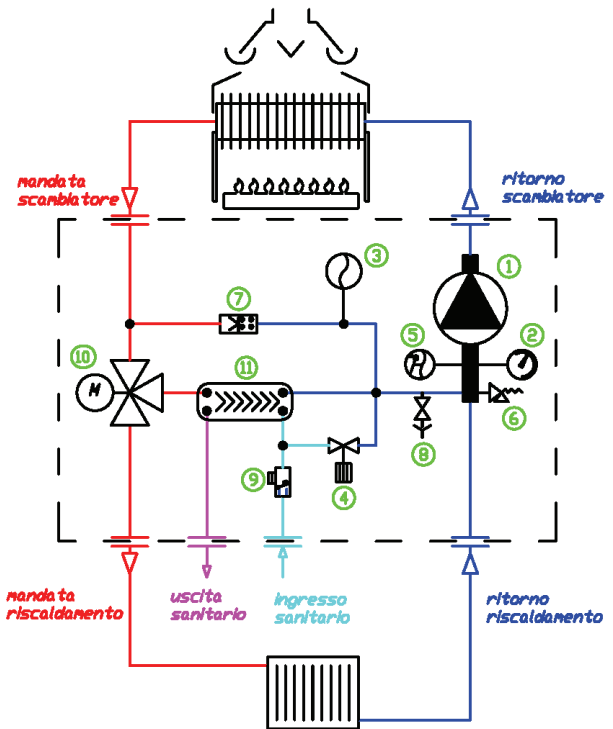 mandata
scambiatore
ritorno
scambiatore
3
1
7
5
2
10
M
11
6
8
9
4
mandata
riscaldamento
uscita
sanitario
ingresso
sanitario
ritorno
riscaldamento